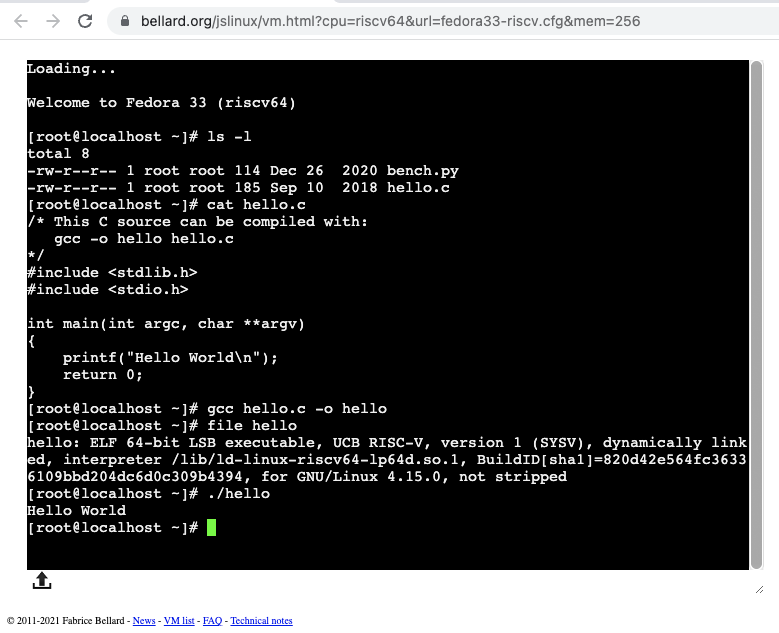 bellard.org/jslinux/vm.html?cpu=riscv64&url=fedora33-riscv.cfg&mem=256
Loading...
Welcome to Fedora 33 (riscv64)
[root@localhost ~]# ls -l
total 8
-rw-r--r-- 1 root root 114 Dec 26  2020 bench.py
-rw-r--r-- 1 root root 185 Sep 10  2018 hello.c
[root@localhost ~]# cat hello.c
/* This C source can be compiled with:
   gcc -o hello hello.c
*/
#include <stdlib.h>
#include <stdio.h>
int main(int argc, char **argv)
{
    printf("Hello World\n");
    return 0;
}
[root@localhost ~]# gcc hello.c -o hello
[root@localhost ~]# file hello
hello: ELF 64-bit LSB executable, UCB RISC-V, version 1 (SYSV), dynamically link
ed, interpreter /lib/ld-linux-riscv64-lp64d.so.1, BuildID[sha1]=820d42e564fc3633
6109bbd204dc6d0c309b4394, for GNU/Linux 4.15.0, not stripped
[root@localhost ~]# ./hello
Hello World
[root@localhost ~]#
© 2011-2021 Fabrice Bellard - News - VM list - FAQ - Technical notes